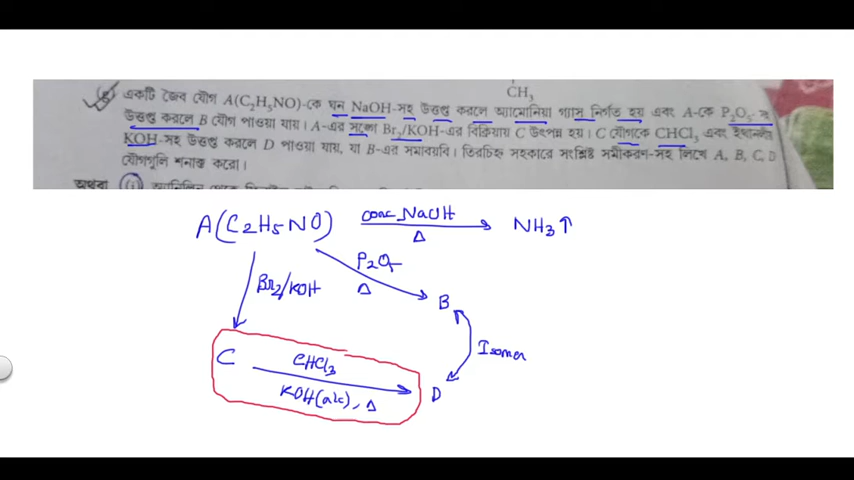 CH₃
একটি জৈব যৌগ A(C₂H₅NO)-কে ঘন NaOH-সহ উত্তপ্ত করলে অ্যামোনিয়া গ্যাস নির্গত হয় এবং A-কে P₂O₅ সহ
উত্তপ্ত করলে B যৌগ পাওয়া যায়। A-এর সঙ্গে Br₂/KOH-এর বিক্রিয়ায় C উৎপন্ন হয়। C যৌগকে CHCl₃ এবং ইথানলীয়
KOH-সহ উত্তপ্ত করলে D পাওয়া যায়, যা B-এর সমাবয়বি। তিরচিহ্ন সহকারে সংশ্লিষ্ট সমীকরণ-সহ লিখে A, B, C, D
যৌগগুলি শনাক্ত করো।
অথবা (i)
A(C₂H₅NO) conc NaOH Δ NH₃↑
Br₂/KOH P₂O₅ Δ B
Isomer
C CHCl₃ KOH(alc), Δ D